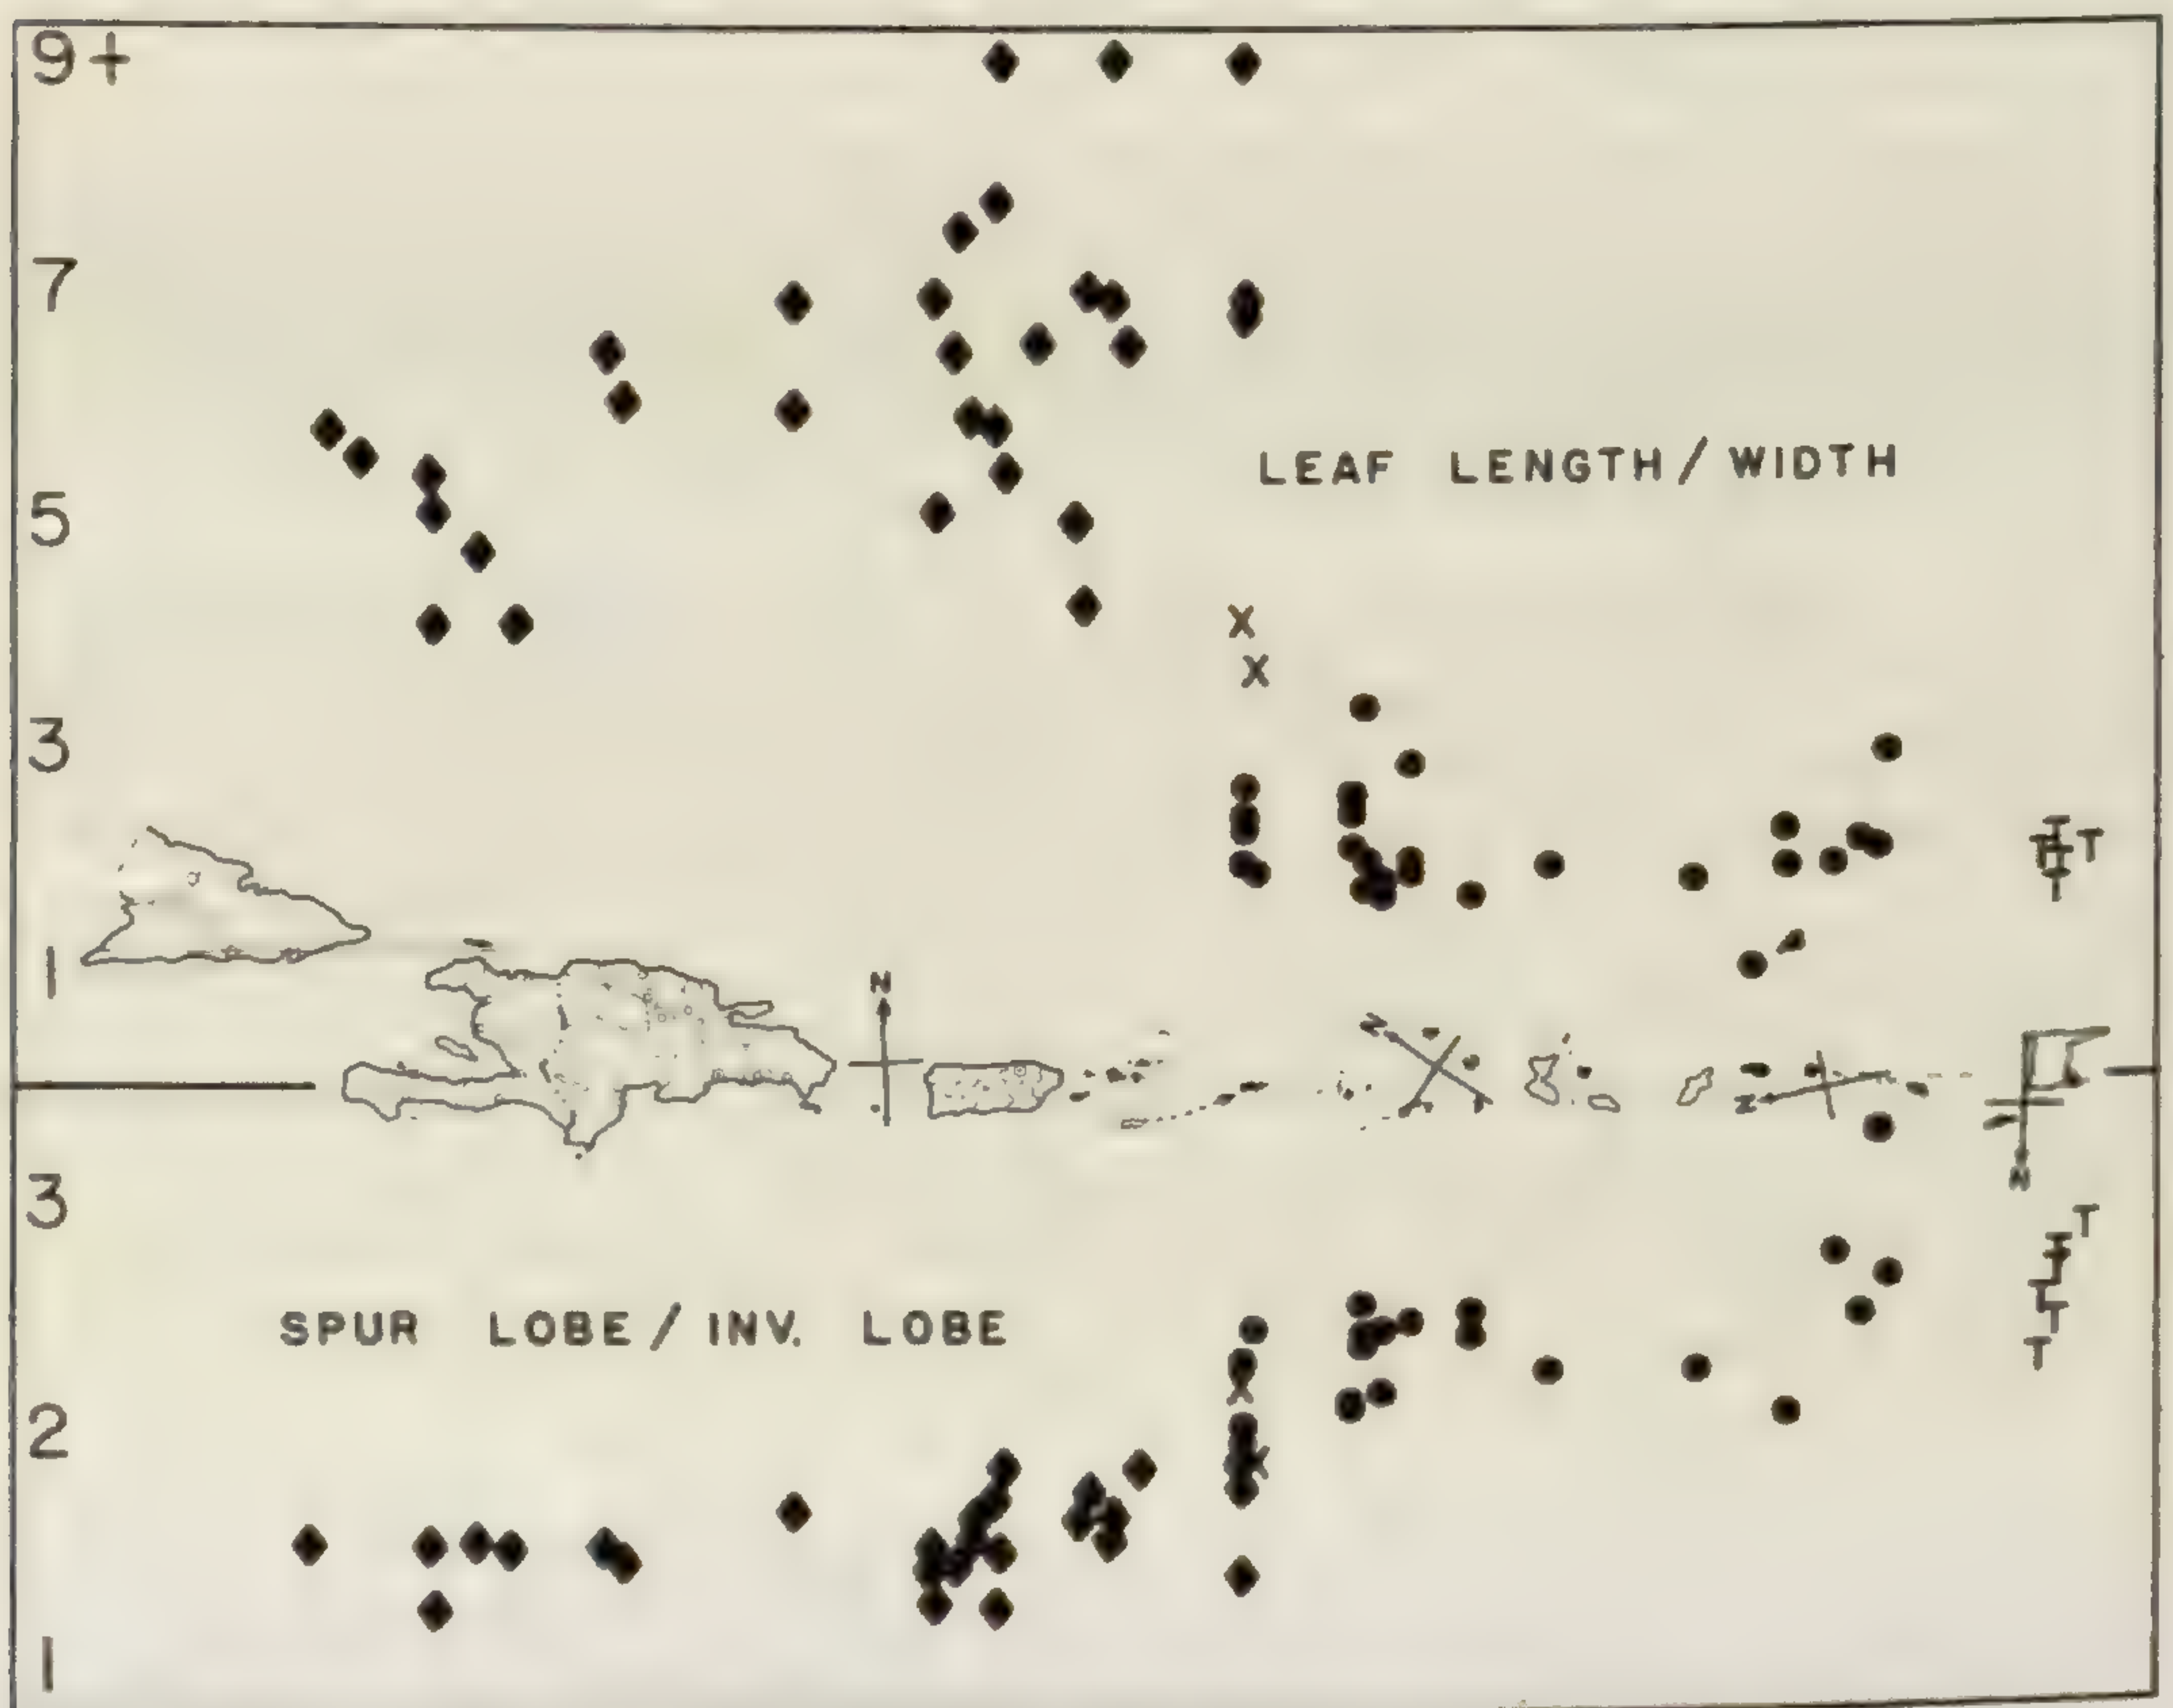 9+
7
5
LEAF LENGTH / WIDTH
X
X
3
T T
1
N
N
N
N
3
T
T
T
T
SPUR LOBE / INV. LOBE
X
2
1